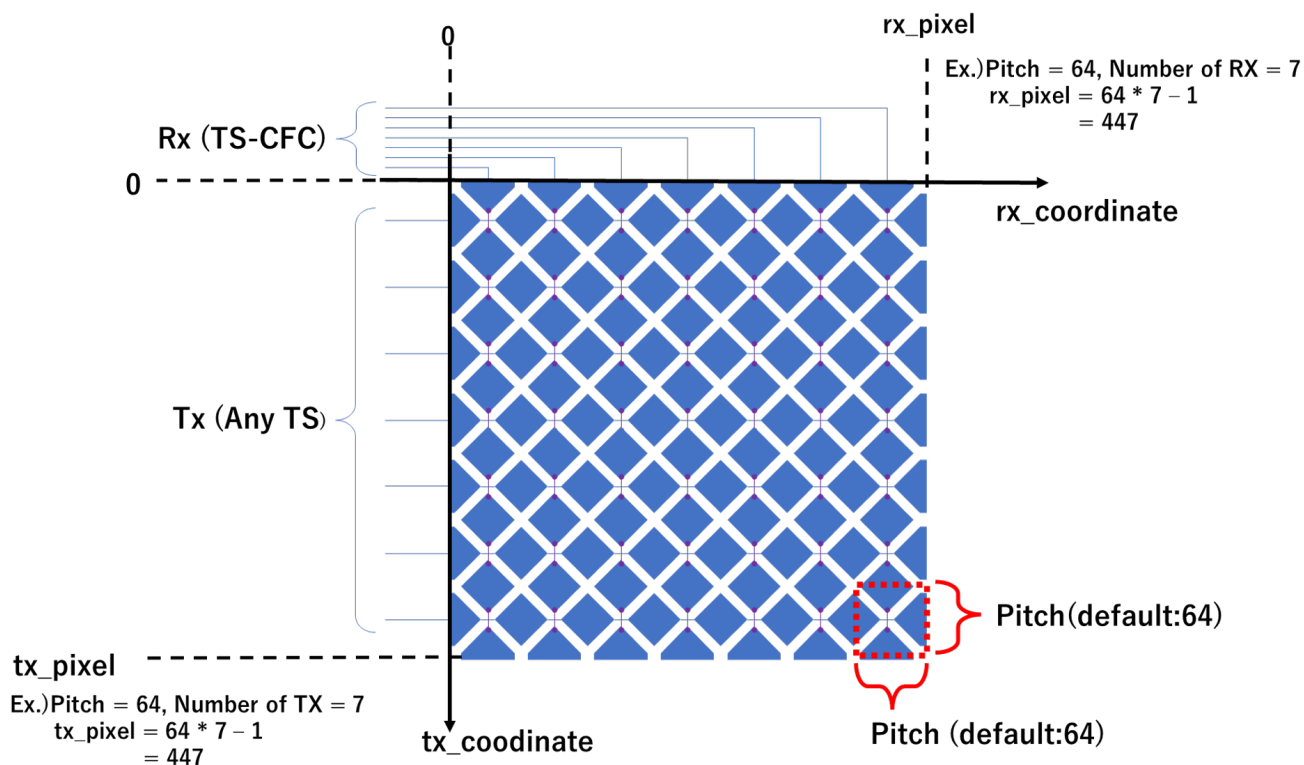 0
rx_pixel
Ex.)Pitch = 64, Number of RX = 7
rx_pixel = 64 * 7 – 1
= 447
Rx (TS-CFC)
0
rx_coordinate
Tx (Any TS)
Pitch(default:64)
tx_pixel
Ex.)Pitch = 64, Number of TX = 7
tx_pixel = 64 * 7 – 1
= 447
tx_coodinate
Pitch (default:64)